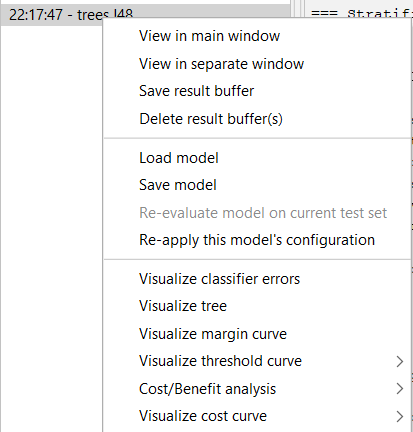 22:17:47 - trees.J48
=== Stratif
View in main window
View in separate window
Save result buffer
Delete result buffer(s)
Load model
Save model
Re-evaluate model on current test set
Re-apply this model's configuration
Visualize classifier errors
Visualize tree
Visualize margin curve
Visualize threshold curve
Cost/Benefit analysis
Visualize cost curve